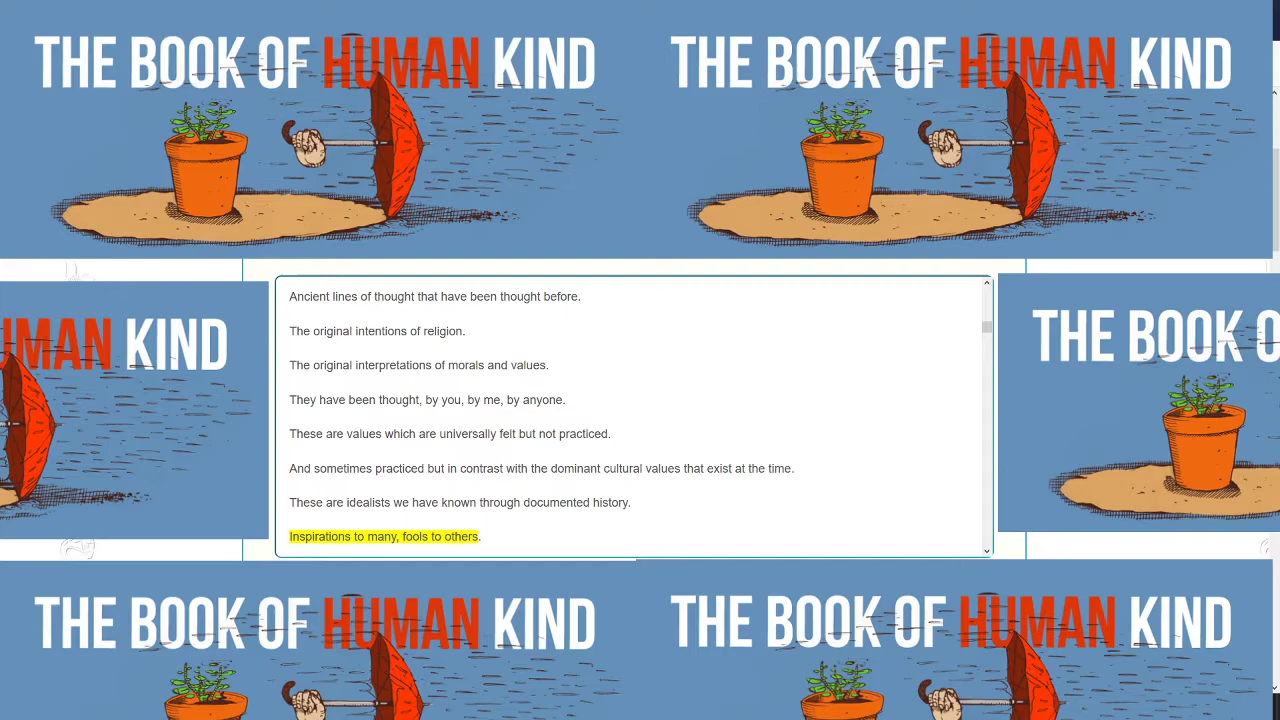 THE BOOK OF HUMAN KIND
THE BOOK OF HUMAN KIND
Ancient lines of thought that have been thought before.
The original intentions of religion.
The original interpretations of morals and values.
They have been thought, by you, by me, by anyone.
These are values which are universally felt but not practiced.
And sometimes practiced but in contrast with the dominant cultural values that exist at the time.
These are idealists we have known through documented history.
Inspirations to many, fools to others.
UMAN KIND
THE BOOK O
THE BOOK OF HUMAN KIND
THE BOOK OF HUMAN KIND